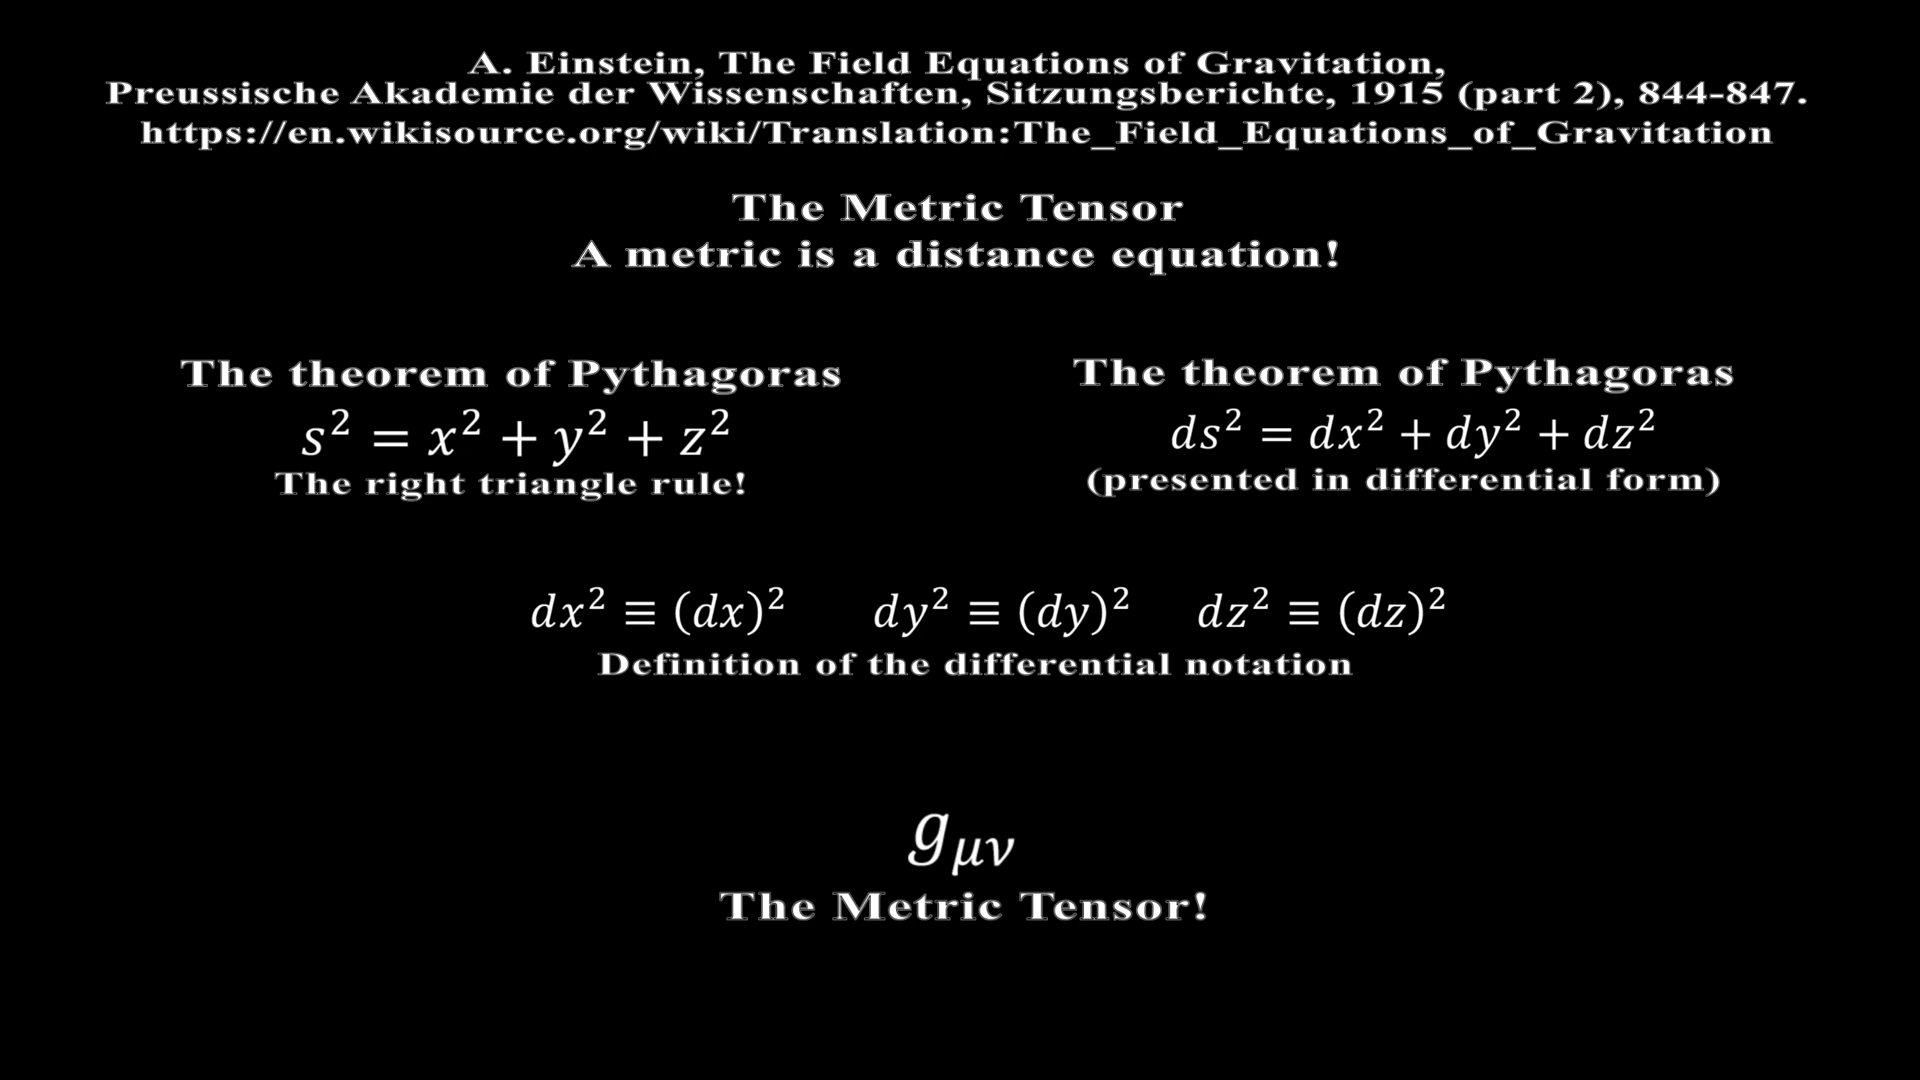 A. Einstein, The Field Equations of Gravitation,
Preussische Akademie der Wissenschaften, Sitzungsberichte, 1915 (part 2), 844-847.
https://en.wikisource.org/wiki/Translation:The_Field_Equations_of_Gravitation
The Metric Tensor
A metric is a distance equation!
The theorem of Pythagoras
s² = x² + y² + z²
The right triangle rule!
The theorem of Pythagoras
ds² = dx² + dy² + dz²
(presented in differential form)
dx² ≡ (dx)² dy² ≡ (dy)² dz² ≡ (dz)²
Definition of the differential notation
g_μν
The Metric Tensor!